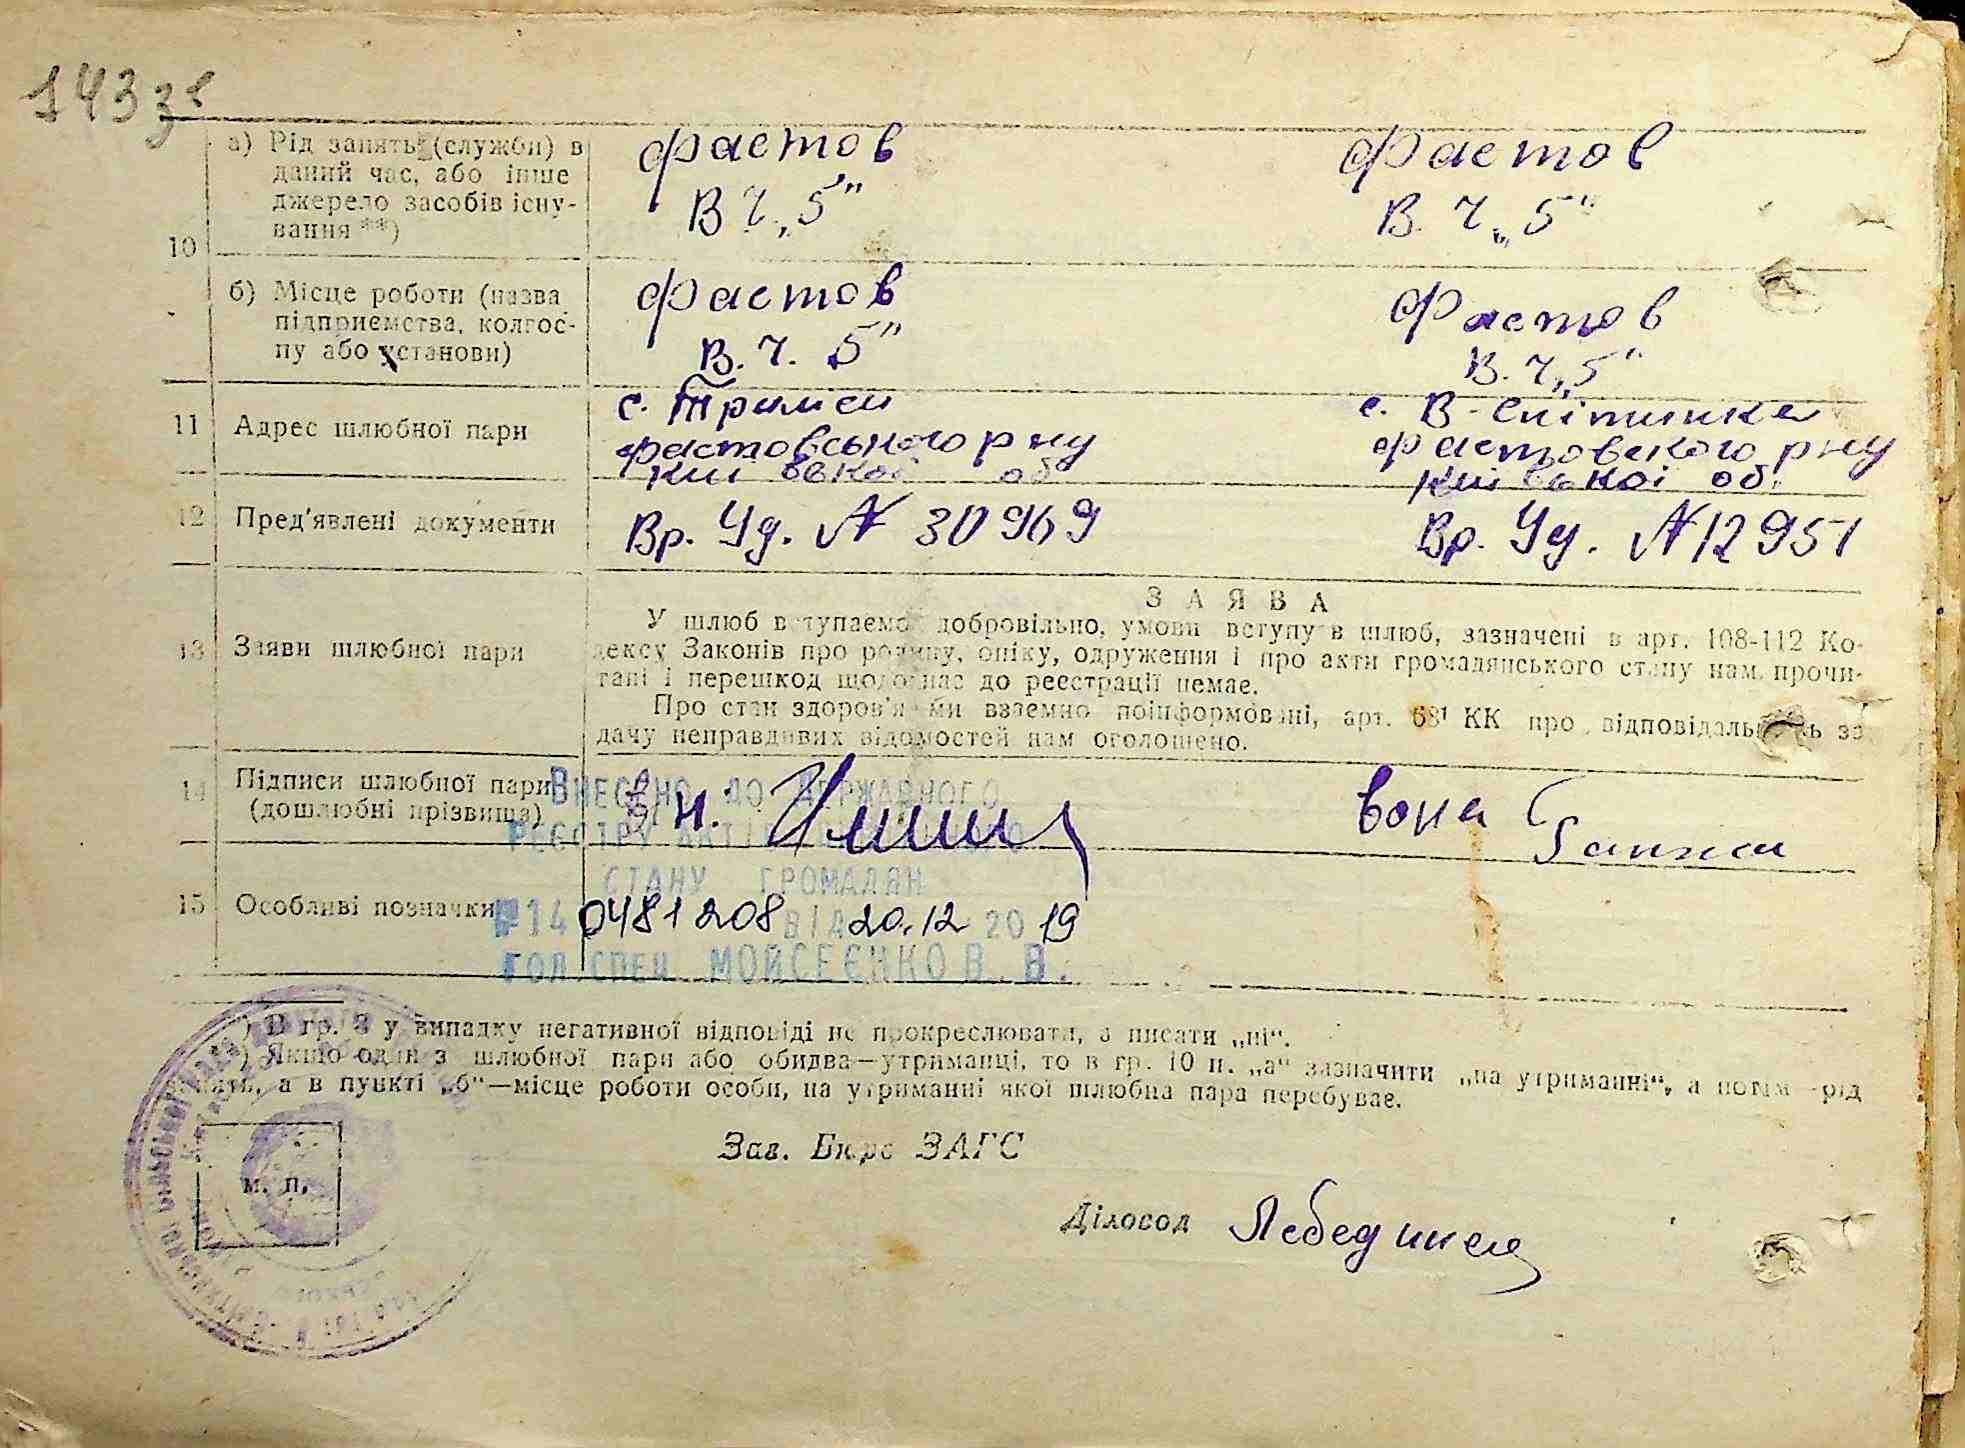 143 зв
10
а) Рід занять (служби) в
даний час, або інше
джерело засобів існу-
вання **)
Фастов
В Ч. „5"
Фастов
В. Ч. „5"
б) Місце роботи (назва
підприємства, колгос-
пу або установи)
Фастов
В. Ч. 5"
Фастов
В. Ч „5"
11 Адрес шлюбної пари
с.
фастовського р ну
київської об
с. В-Снітинка
фастовского р ну
київської об.
12 Пред'явлені документи
Вр. Уд. № 30969
Вр. Уд. № 12951
13 Заяви шлюбної пари
ЗАЯВА
У шлюб вступаємо добровільно, умови вступу в шлюб, зазначені в арт. 108-112 Ко-
дексу Законів про родину, опіку, одруження і про акти громадянського стану нам прочи-
тані і перешкод щодо нас до реєстрації немає.
Про стан здоров'я ми взаємно поінформовані, арт. 68¹ КК про відповідальність за
дачу неправдивих відомостей нам оголошено.
14 Підписи шлюбної пари
(дошлюбні прізвища)
Він:
вона
ВНЕСЕНО ДО ДЕРЖАВНОГО
РЕЄСТРУ АКТІВ
СТАНУ ГРОМАДЯН
15 Особливі позначки
№14 0481208 ВІД 20.12 2019
ГОЛ СПЕЦ МОЙСЕЄНКО В. В.
*) В гр. 8 у випадку негативної відповіді не прокреслювати, а писати „ні".
**) Якщо один з шлюбної пари або обидва—утриманці, то в гр. 10 п. „а" зазначити „на утриманні", а потім—рід
занять, а в пункті „б"—місце роботи особи, на утриманні якої шлюбна пара перебуває.
Зав. Бюро ЗАГС
м. п.
Діловод Лебединец